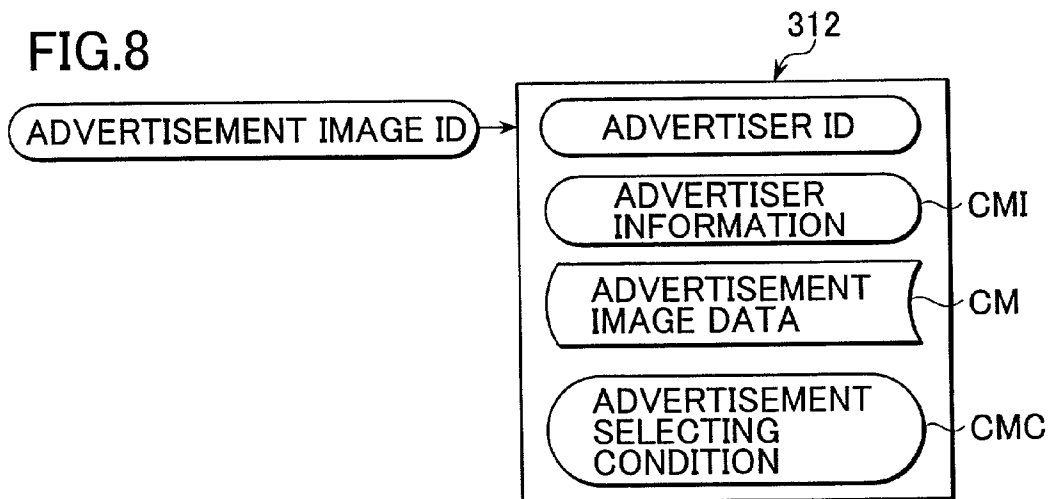 312
FIG.8
ADVERTISEMENT IMAGE ID
ADVERTISER ID
ADVERTISER
INFORMATION
CMI
ADVERTISEMENT
IMAGE DATA
CM
ADVERTISEMENT
SELECTING
CONDITION
CMC